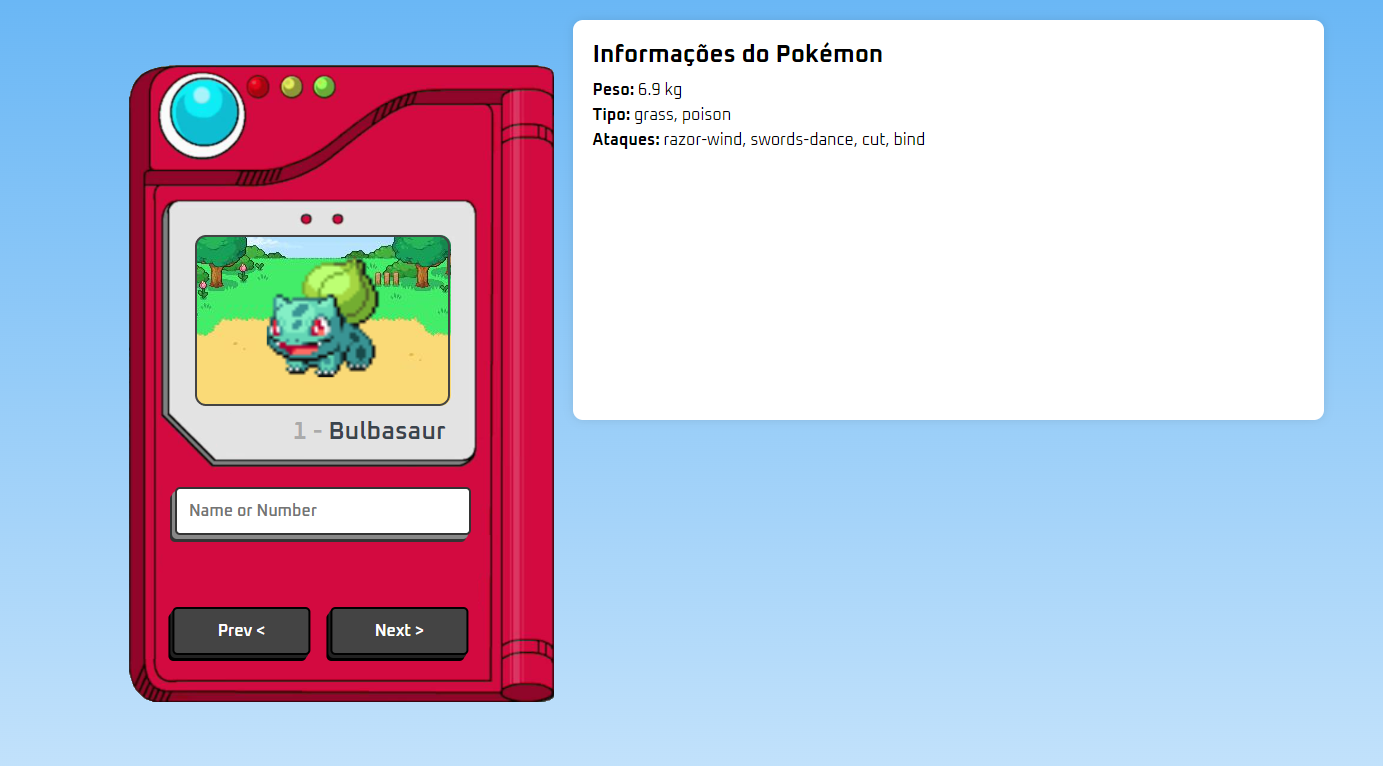 1 - Bulbasaur
Name or Number
Prev <
Next >
Informações do Pokémon
Peso: 6.9 kg
Tipo: grass, poison
Ataques: razor-wind, swords-dance, cut, bind